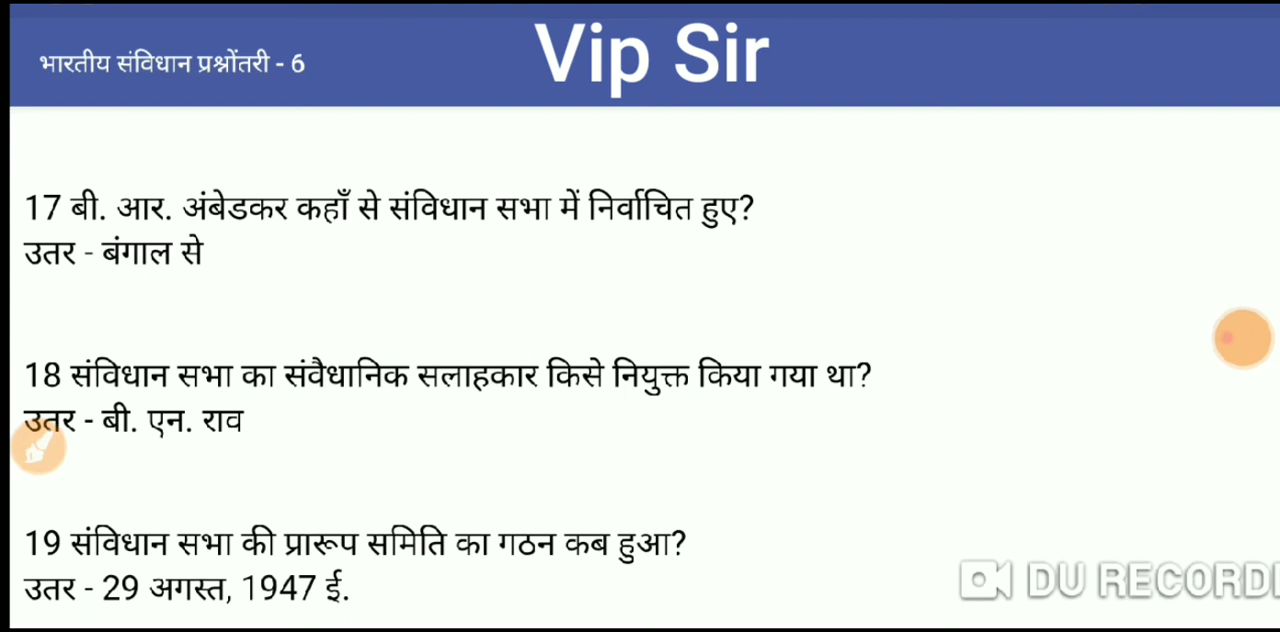 भारतीय संविधान प्रश्नोंतरी - 6
Vip Sir
17 बी. आर. अंबेडकर कहाँ से संविधान सभा में निर्वाचित हुए?
उतर - बंगाल से
18 संविधान सभा का संवैधानिक सलाहकार किसे नियुक्त किया गया था?
उतर - बी. एन. राव
19 संविधान सभा की प्रारूप समिति का गठन कब हुआ?
उतर - 29 अगस्त, 1947 ई.
DU RECORD